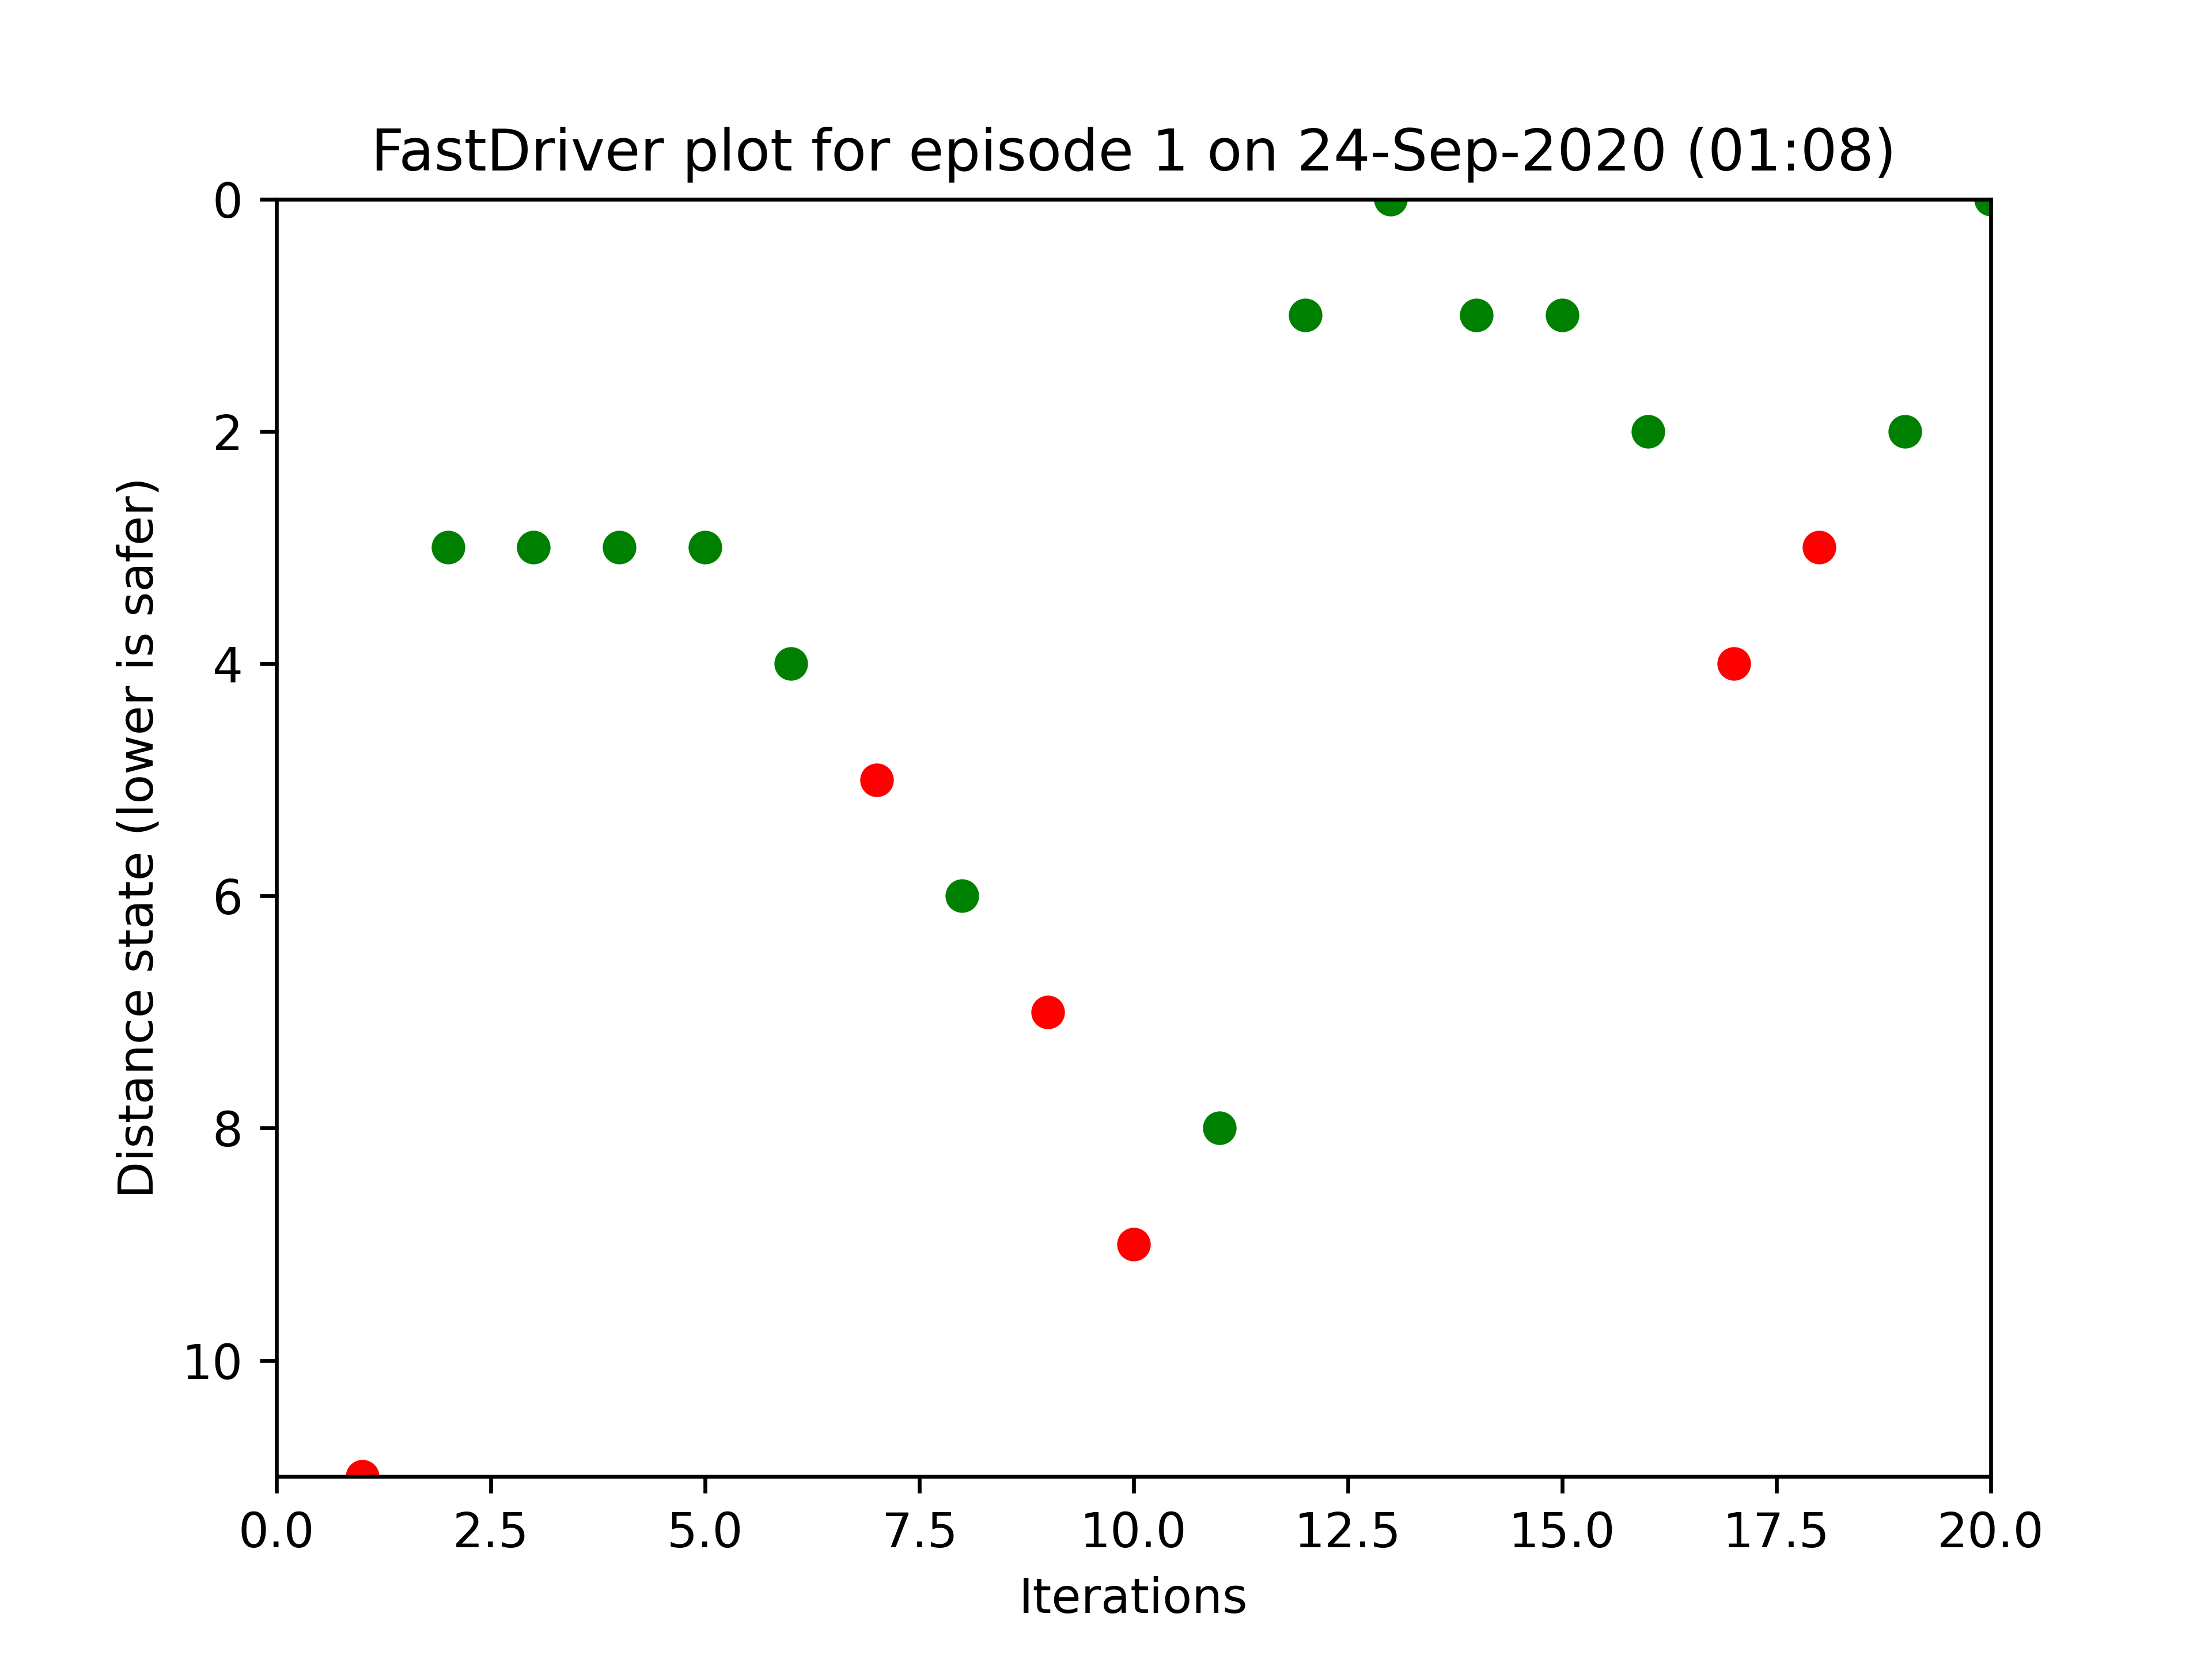 FastDriver plot for episode 1 on 24-Sep-2020 (01:08)
0
2
4
6
8
10
Distance state (lower is safer)
0.0 2.5 5.0 7.5 10.0 12.5 15.0 17.5 20.0
Iterations